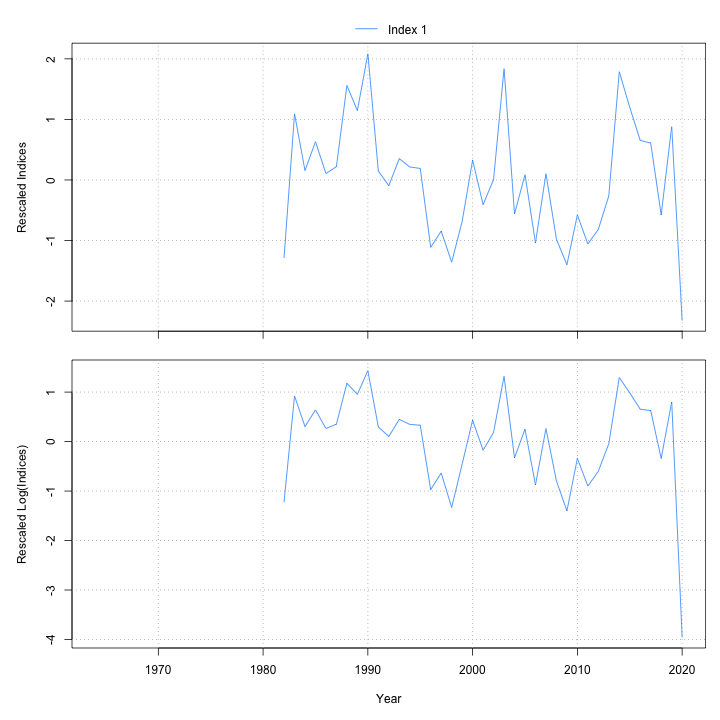 Index 1
Rescaled Indices
2
1
0
-1
-2
Rescaled Log(Indices)
1
0
-1
-2
-3
-4
1970 1980 1990 2000 2010 2020
Year